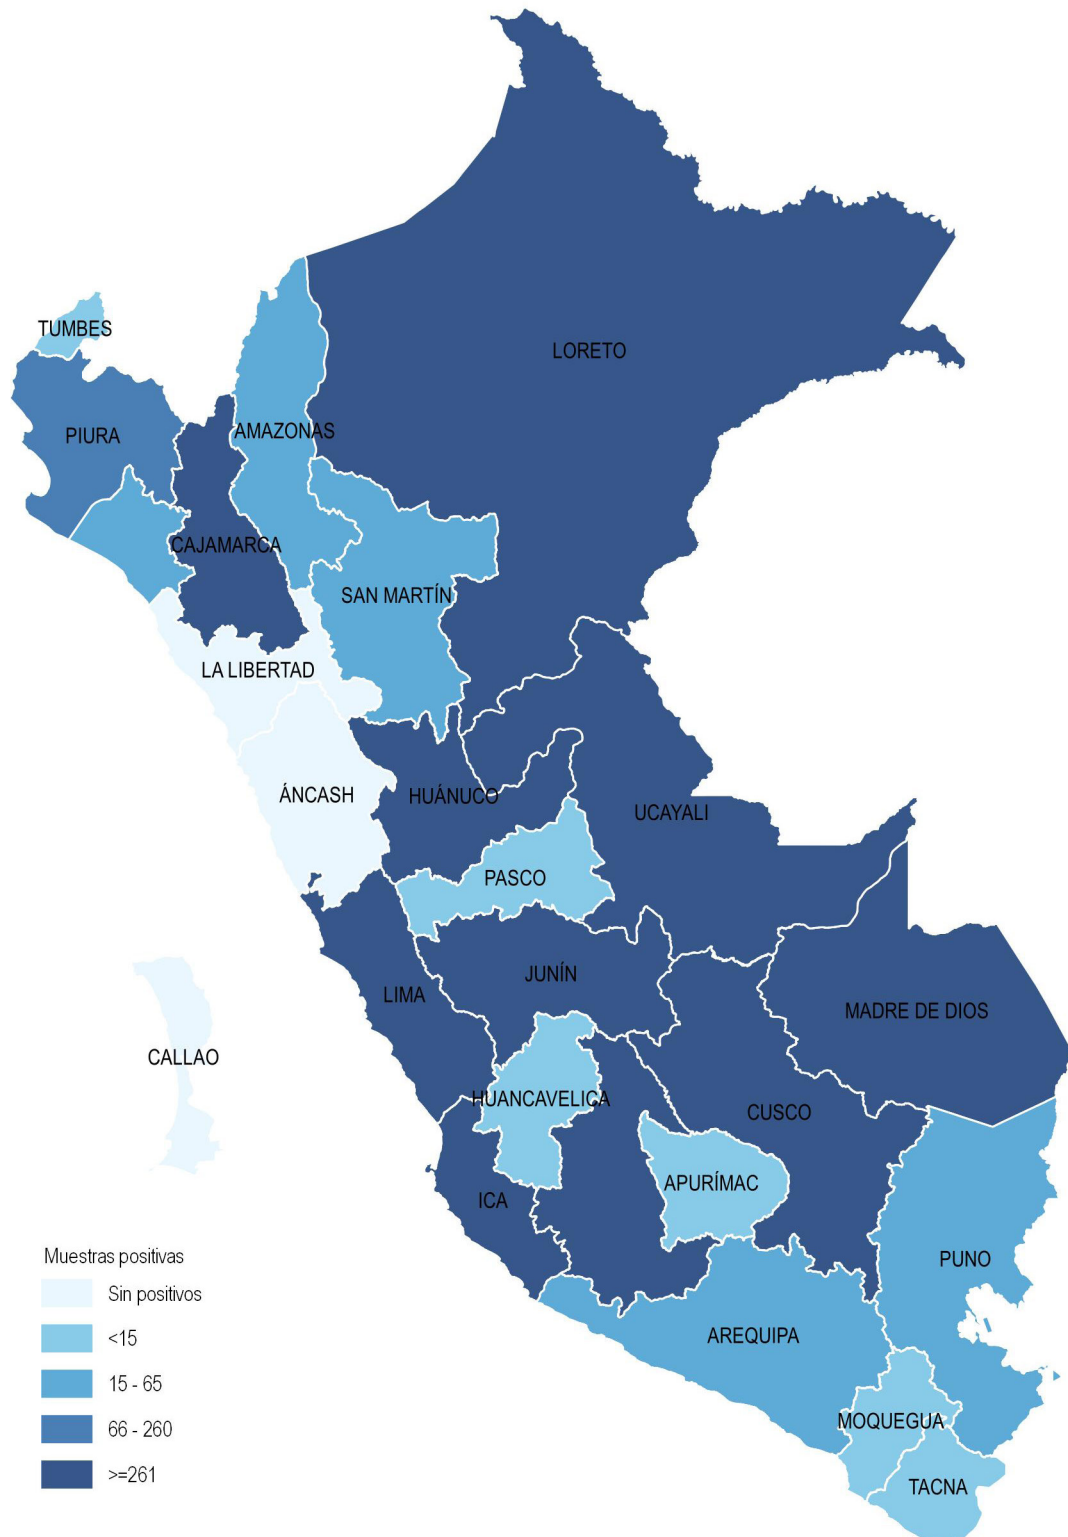 TUMBES
LORETO
PIURA
AMAZONAS
CAJAMARCA
SAN MARTÍN
LA LIBERTAD
ÁNCASH
HUÁNUCO
UCAYALI
PASCO
JUNÍN
LIMA
MADRE DE DIOS
CALLAO
HUANCAVELICA
CUSCO
APURÍMAC
ICA
PUNO
AREQUIPA
MOQUEGUA
TACNA
Muestras positivas
Sin positivos
<15
15 - 65
66 - 260
>=261